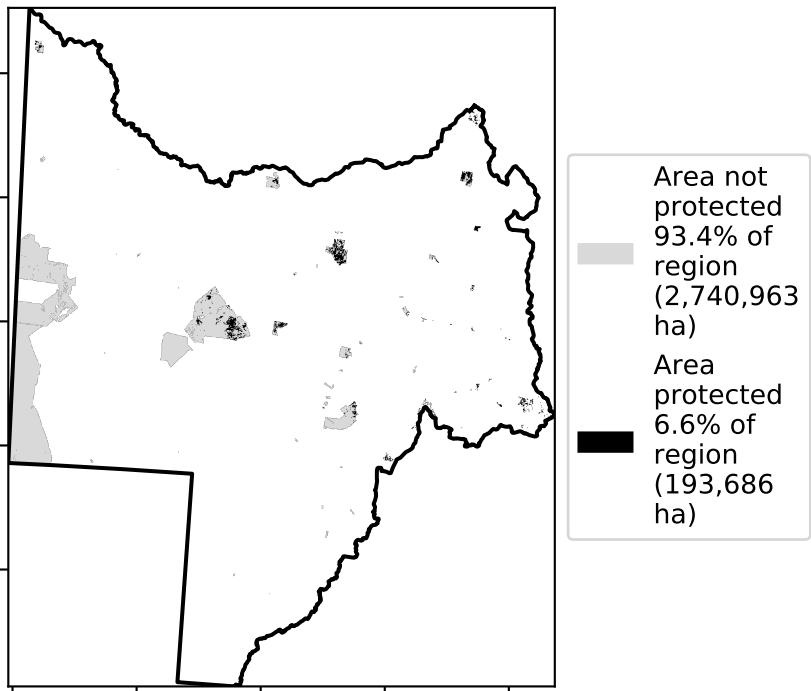 Area not
protected
93.4% of
region
(2,740,963
ha)
Area
protected
6.6% of
region
(193,686
ha)